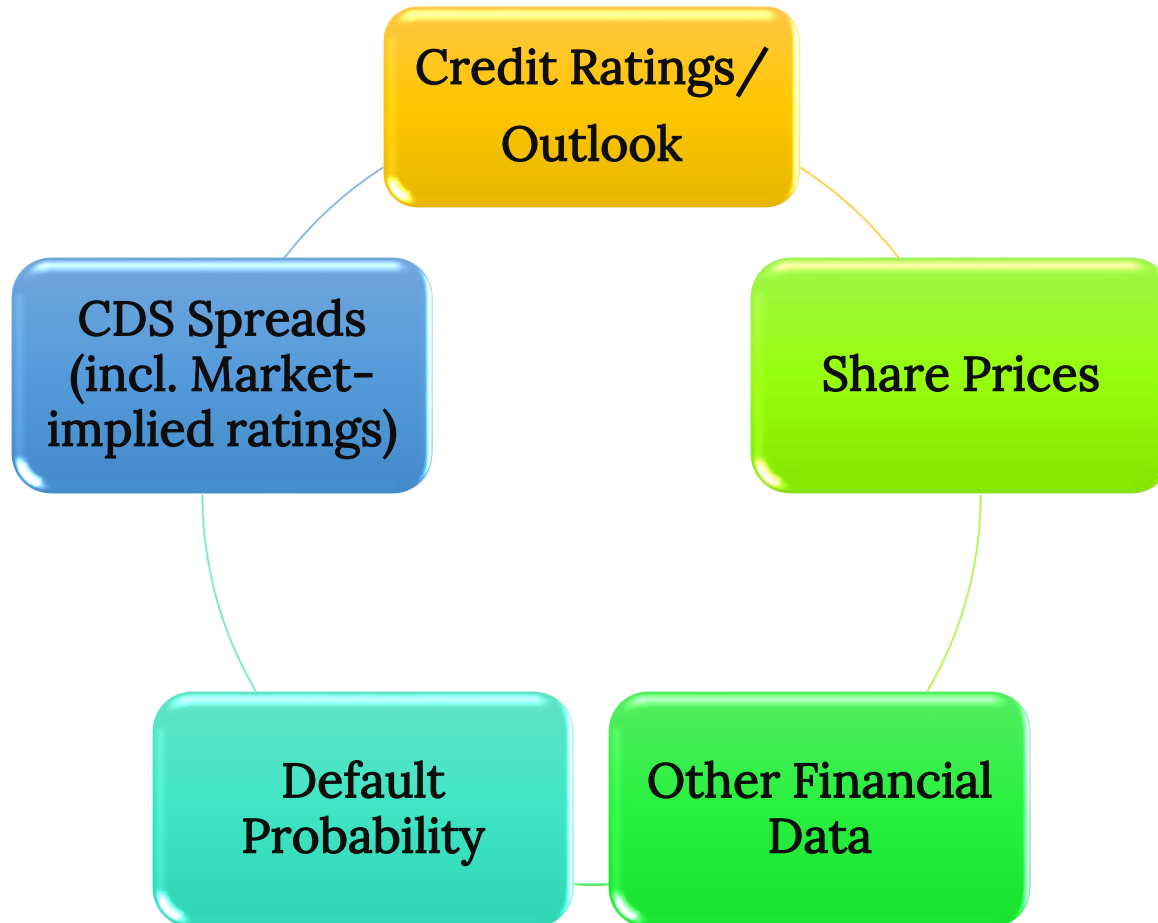 Credit Ratings/
Outlook
CDS Spreads
(incl. Market-
implied ratings)
Share Prices
Default
Probability
Other Financial
Data